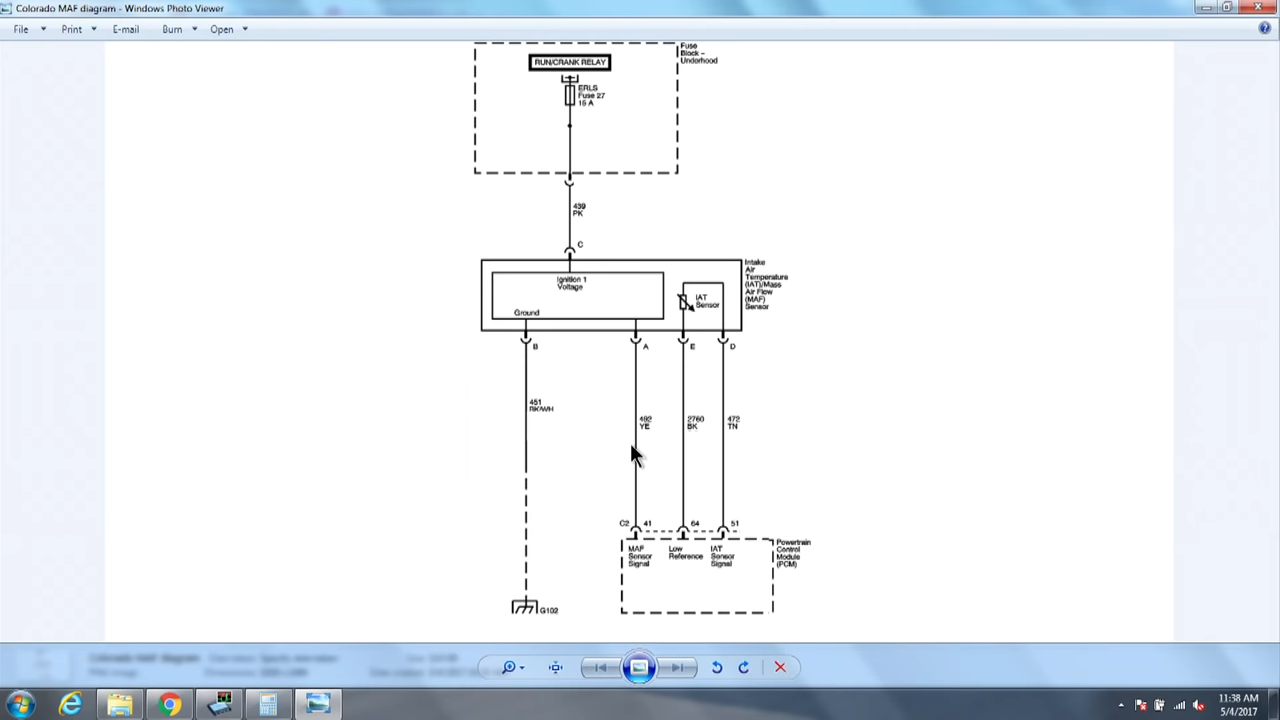 Colorado MAF diagram - Windows Photo Viewer
File Print E-mail Burn Open
Fuse
Block –
Underhood
RUN/CRANK RELAY
ERLS
Fuse 27
15 A
439
PK
C
Intake
Air
Temperature
(IAT)/Mass
Air Flow
(MAF)
Sensor
Ignition 1
Voltage
IAT
Sensor
Ground
B
A
E
D
451
BK/WH
492
YE
2760
BK
472
TN
C2 41
64
51
MAF
Sensor
Signal
Low
Reference
IAT
Sensor
Signal
Powertrain
Control
Module
(PCM)
G102
Colorado MAF diagram
11:38 AM
5/4/2017